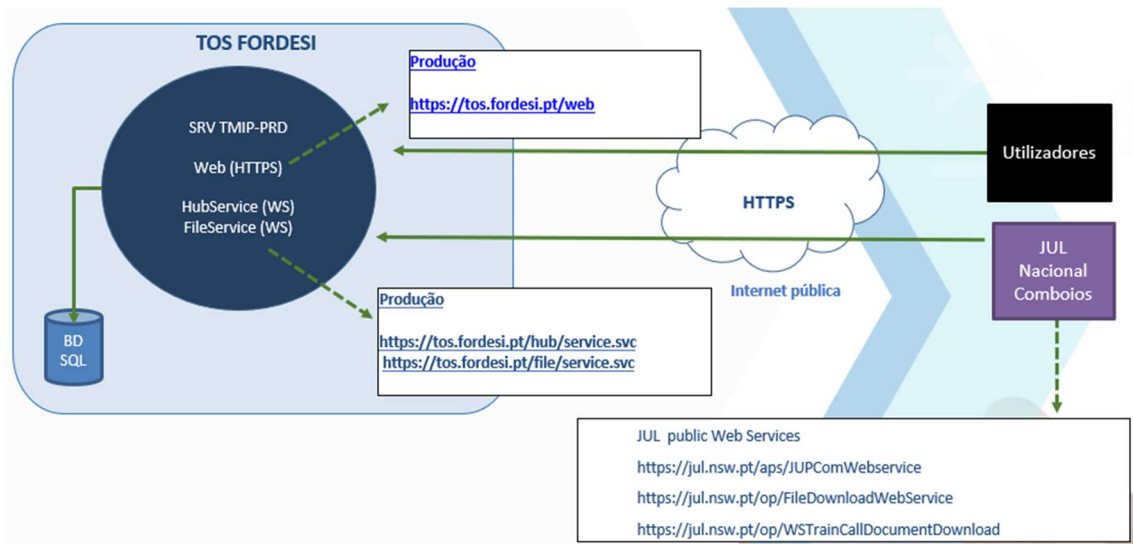 TOS FORDESI
Produção
https://tos.fordesi.pt/web
SRV TMIP-PRD
Web (HTTPS)
HubService (WS)
FileService (WS)
Utilizadores
HTTPS
JUL
Nacional
Comboios
Internet pública
Produção
https://tos.fordesi.pt/hub/service.svc
https://tos.fordesi.pt/file/service.svc
BD
SQL
JUL public Web Services
https://jul.nsw.pt/aps/JUPComWebservice
https://jul.nsw.pt/op/FileDownloadWebService
https://jul.nsw.pt/op/WSTrainCallDocumentDownload